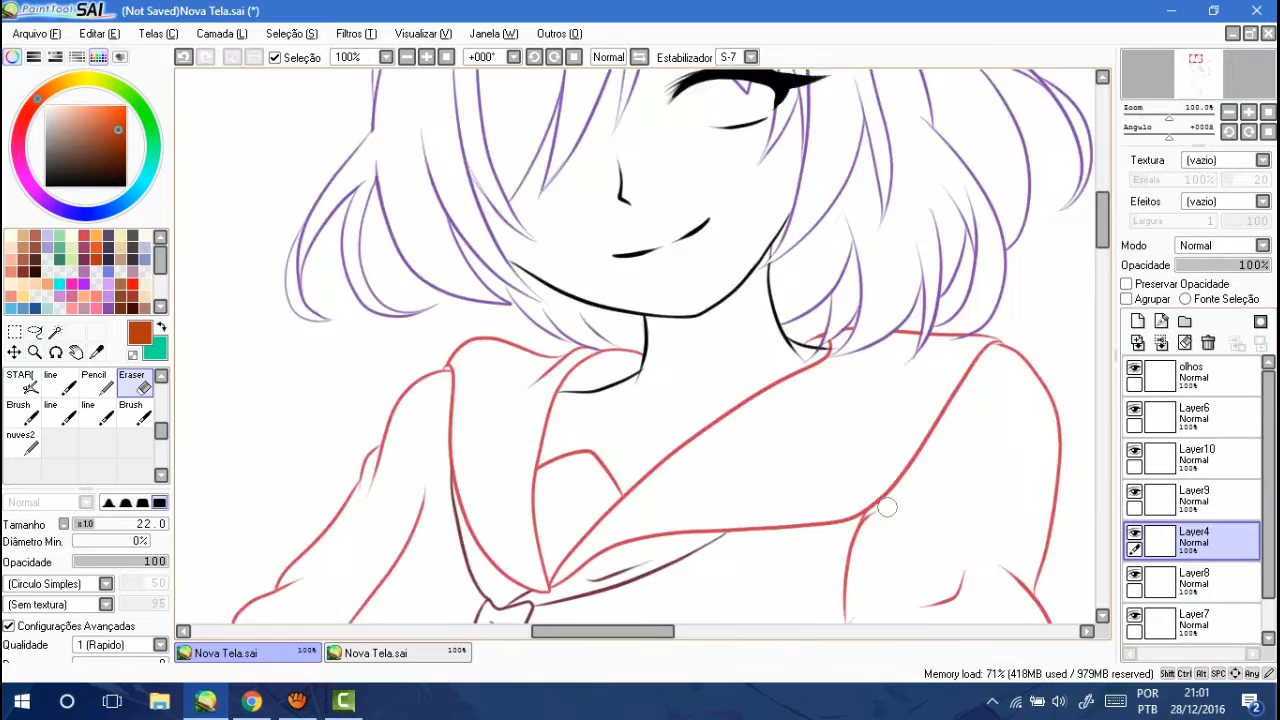 PaintTool SAI (Not Saved)Nova Tela.sai (*)
Arquivo (F) Editar (E) Telas (C) Camada (L) Seleção (S) Filtros (T) Visualizar (V) Janela (W) Outros (O)
Seleção 100% +000° Normal Estabilizador S-7
Zoom 100.0%
Angulo +000Å
Textura (vazio)
Escala 100% 20
Efeitos (vazio)
Largura 1 100
Modo Normal
Opacidade 100%
Preservar Opacidade
Agrupar Fonte Seleção
STAR( line Pencil Eraser
Brush line line Brush
nuves2
Normal
Tamanho x1.0 22.0
Diâmetro Min. 0%
Opacidade 100
(Circulo Simples) 50
(Sem textura) 95
Configurações Avançadas
Qualidade 1 (Rapido)
olhos
Normal
100%
Layer6
Normal
100%
Layer10
Normal
100%
Layer9
Normal
100%
Layer4
Normal
100%
Layer8
Normal
100%
Layer7
Normal
100%
Nova Tela.sai 100% Nova Tela.sai 100%
Memory load: 71% (418MB used / 979MB reserved) Shift Ctrl Alt SPC Any
POR
PTB
21:01
28/12/2016
2